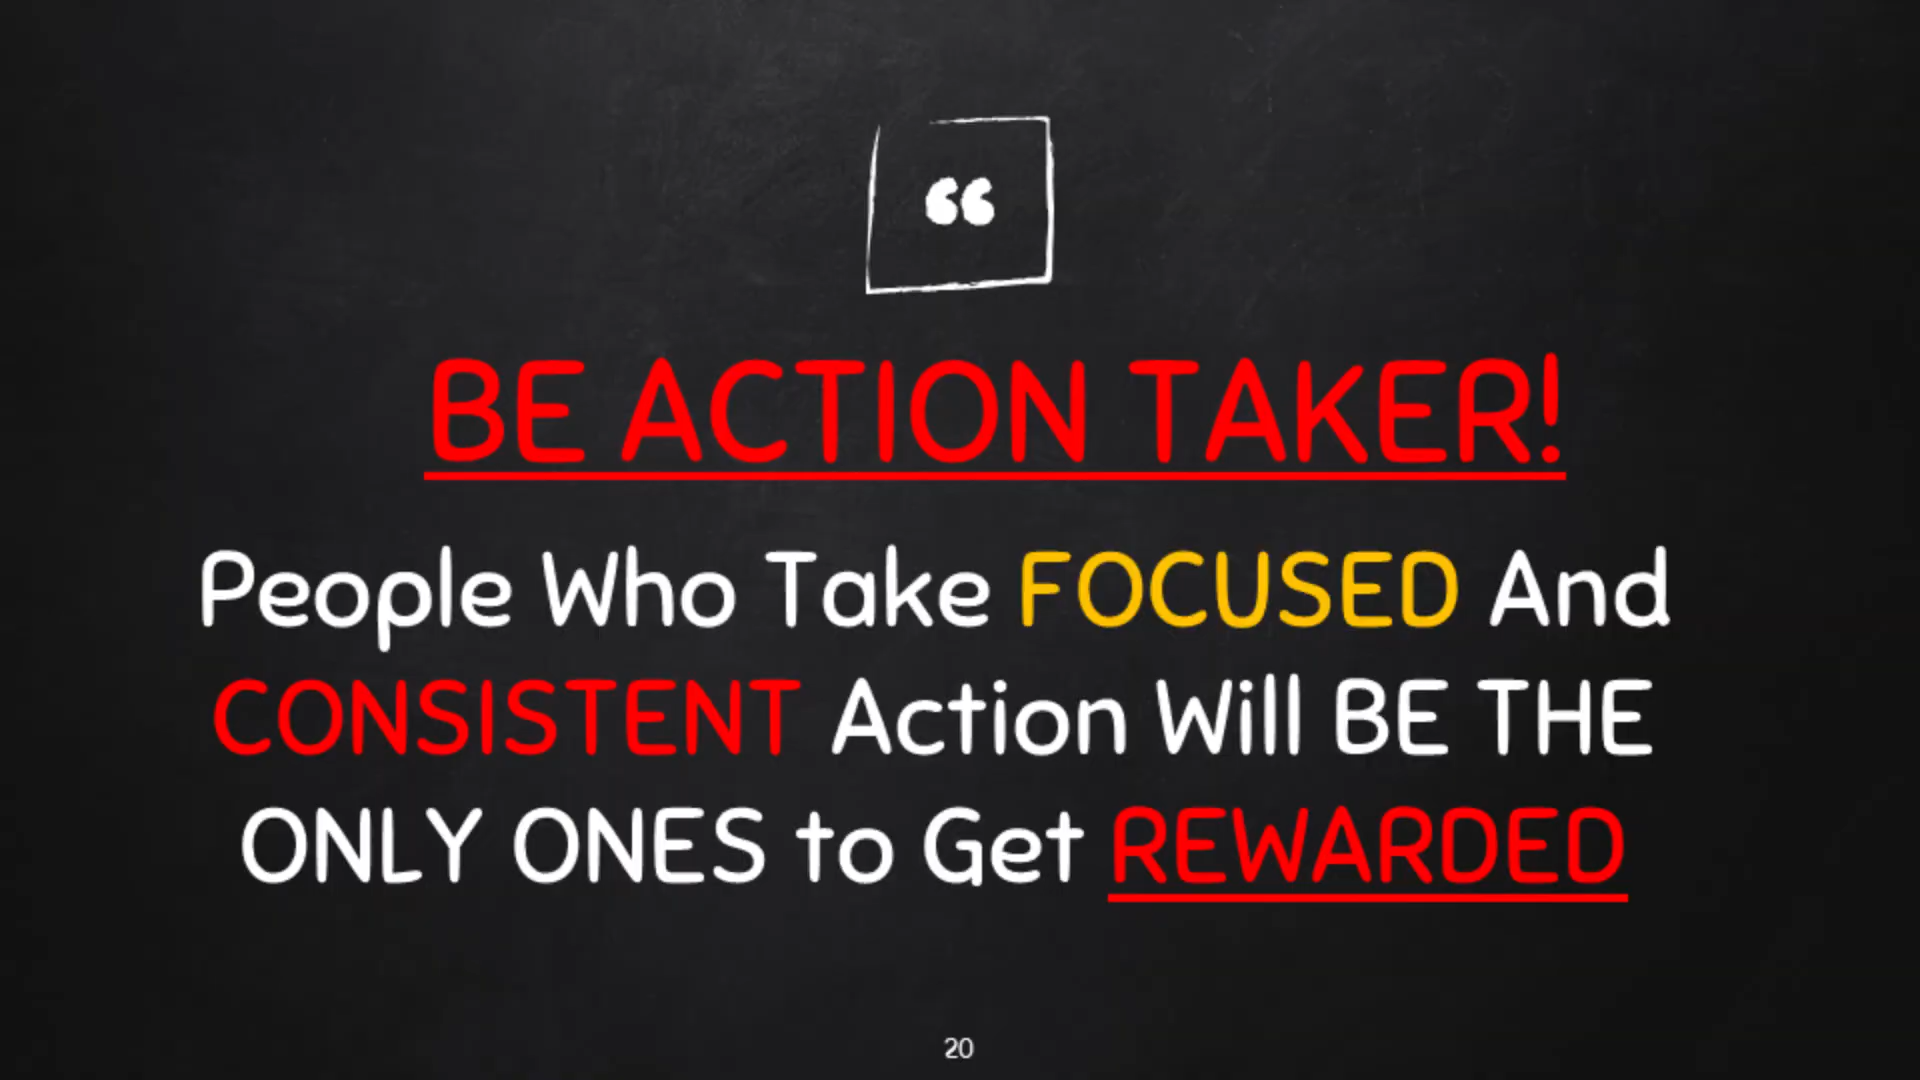 “
BE ACTION TAKER!
People Who Take FOCUSED And
CONSISTENT Action Will BE THE
ONLY ONES to Get REWARDED
20